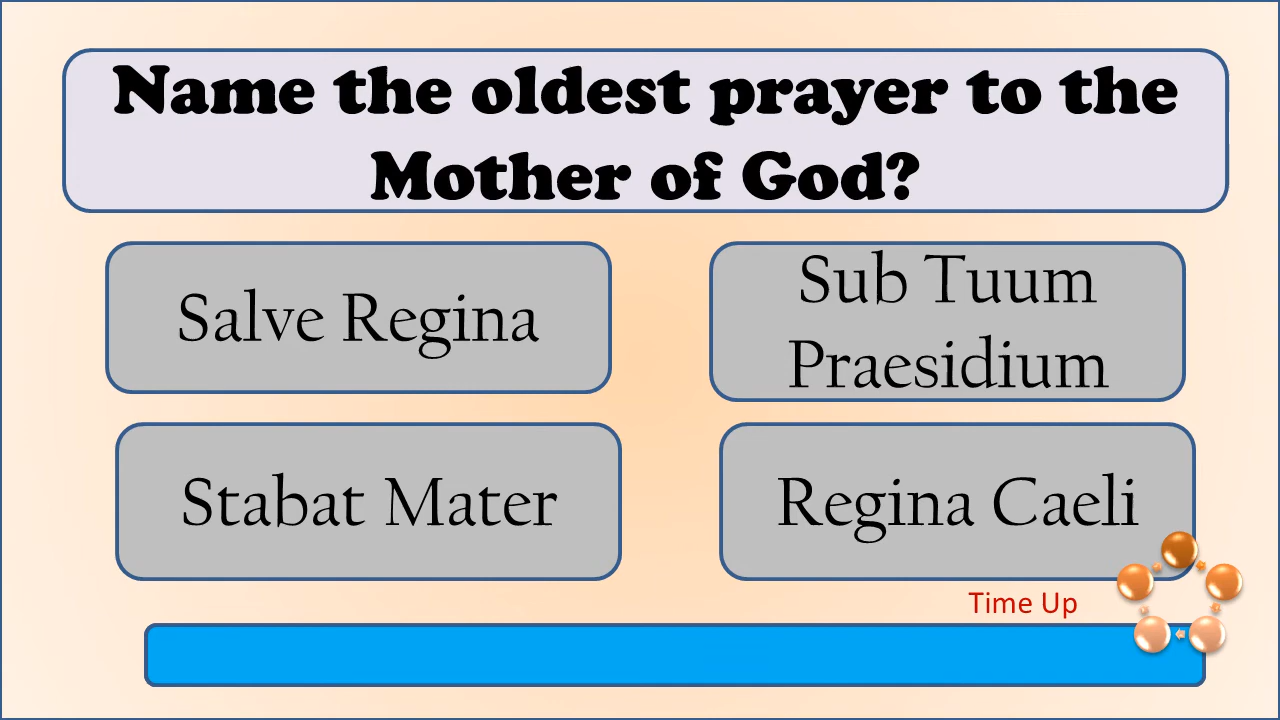 Name the oldest prayer to the
Mother of God?
Salve Regina
Sub Tuum
Praesidium
Stabat Mater
Regina Caeli
Time Up